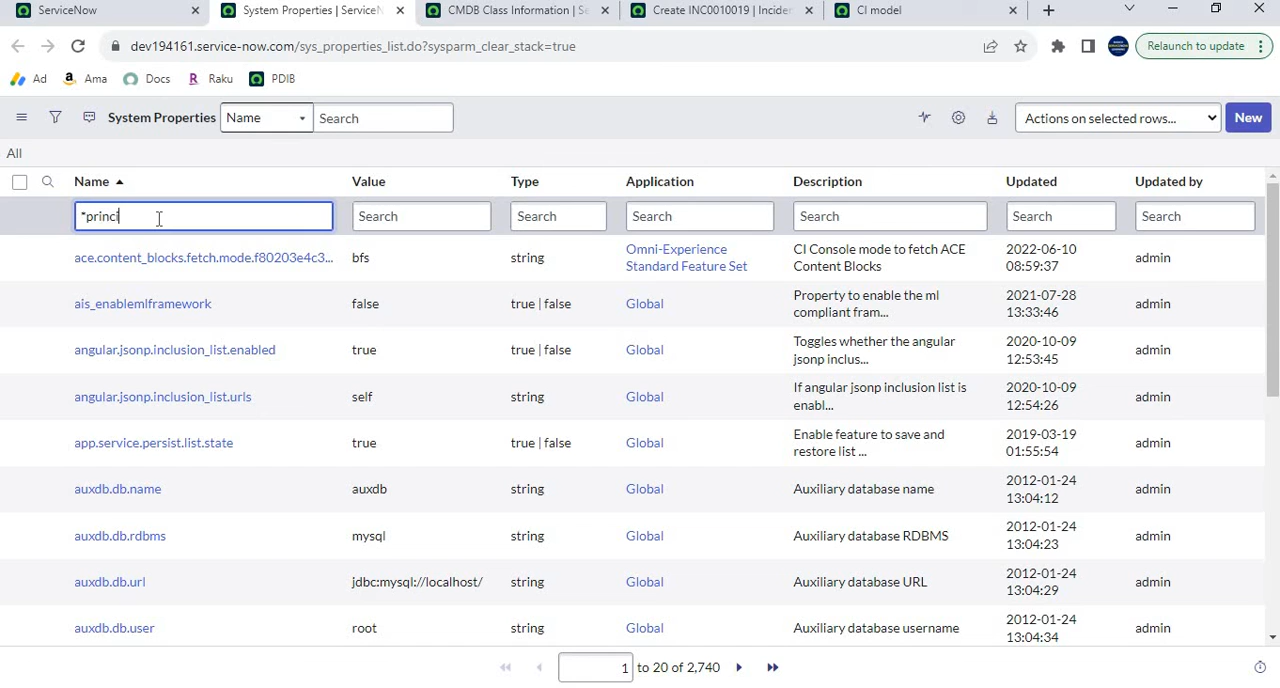 ServiceNow
System Properties | ServiceN
CMDB Class Information | Se
Create INC0010019 | Inciden
CI model
dev194161.service-now.com/sys_properties_list.do?sysparm_clear_stack=true
Relaunch to update
Ad
Ama
Docs
Raku
PDIB
System Properties
Name
Search
Actions on selected rows...
New
All
Name Value Type Application Description Updated Updated by
*princi Search Search Search Search Search Search
ace.content_blocks.fetch.mode.f80203e4c3... bfs string Omni-Experience Standard Feature Set CI Console mode to fetch ACE Content Blocks 2022-06-10 08:59:37 admin
ais_enablemlframework false true | false Global Property to enable the ml compliant fram... 2021-07-28 13:33:46 admin
angular.jsonp.inclusion_list.enabled true true | false Global Toggles whether the angular jsonp inclus... 2020-10-09 12:53:45 admin
angular.jsonp.inclusion_list.urls self string Global If angular jsonp inclusion list is enabl... 2020-10-09 12:54:26 admin
app.service.persist.list.state true true | false Global Enable feature to save and restore list ... 2019-03-19 01:55:54 admin
auxdb.db.name auxdb string Global Auxiliary database name 2012-01-24 13:04:12 admin
auxdb.db.rdbms mysql string Global Auxiliary database RDBMS 2012-01-24 13:04:23 admin
auxdb.db.url jdbc:mysql://localhost/ string Global Auxiliary database URL 2012-01-24 13:04:29 admin
auxdb.db.user root string Global Auxiliary database username 2012-01-24 13:04:34 admin
1 to 20 of 2,740